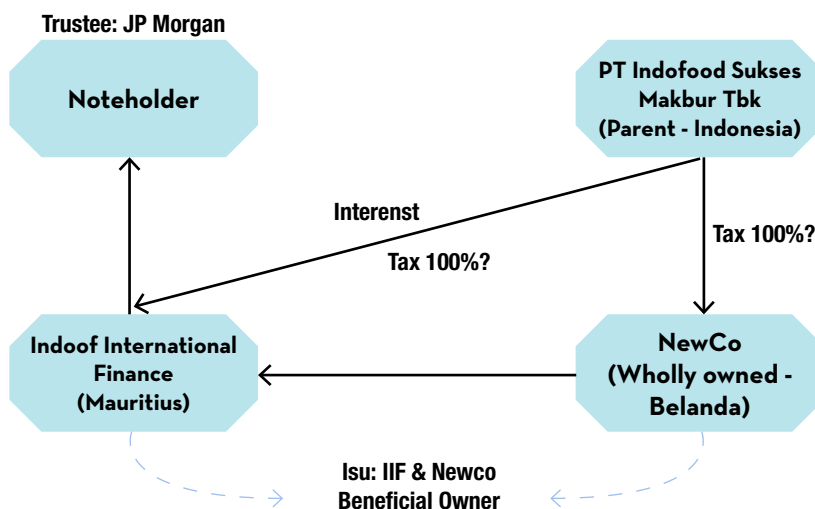 Trustee: JP Morgan
Noteholder
PT Indofood Sukses
Makbur Tbk
(Parent - Indonesia)
Interenst
Tax 100%?
Tax 100%?
Indoof International
Finance
(Mauritius)
NewCo
(Wholly owned -
Belanda)
Isu: IIF & Newco
Beneficial Owner